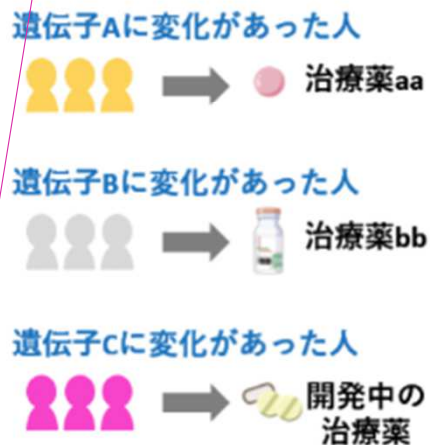 遺伝子Aに変化があった人
治療薬aa
遺伝子Bに変化があった人
治療薬bb
遺伝子Cに変化があった人
開発中の
治療薬